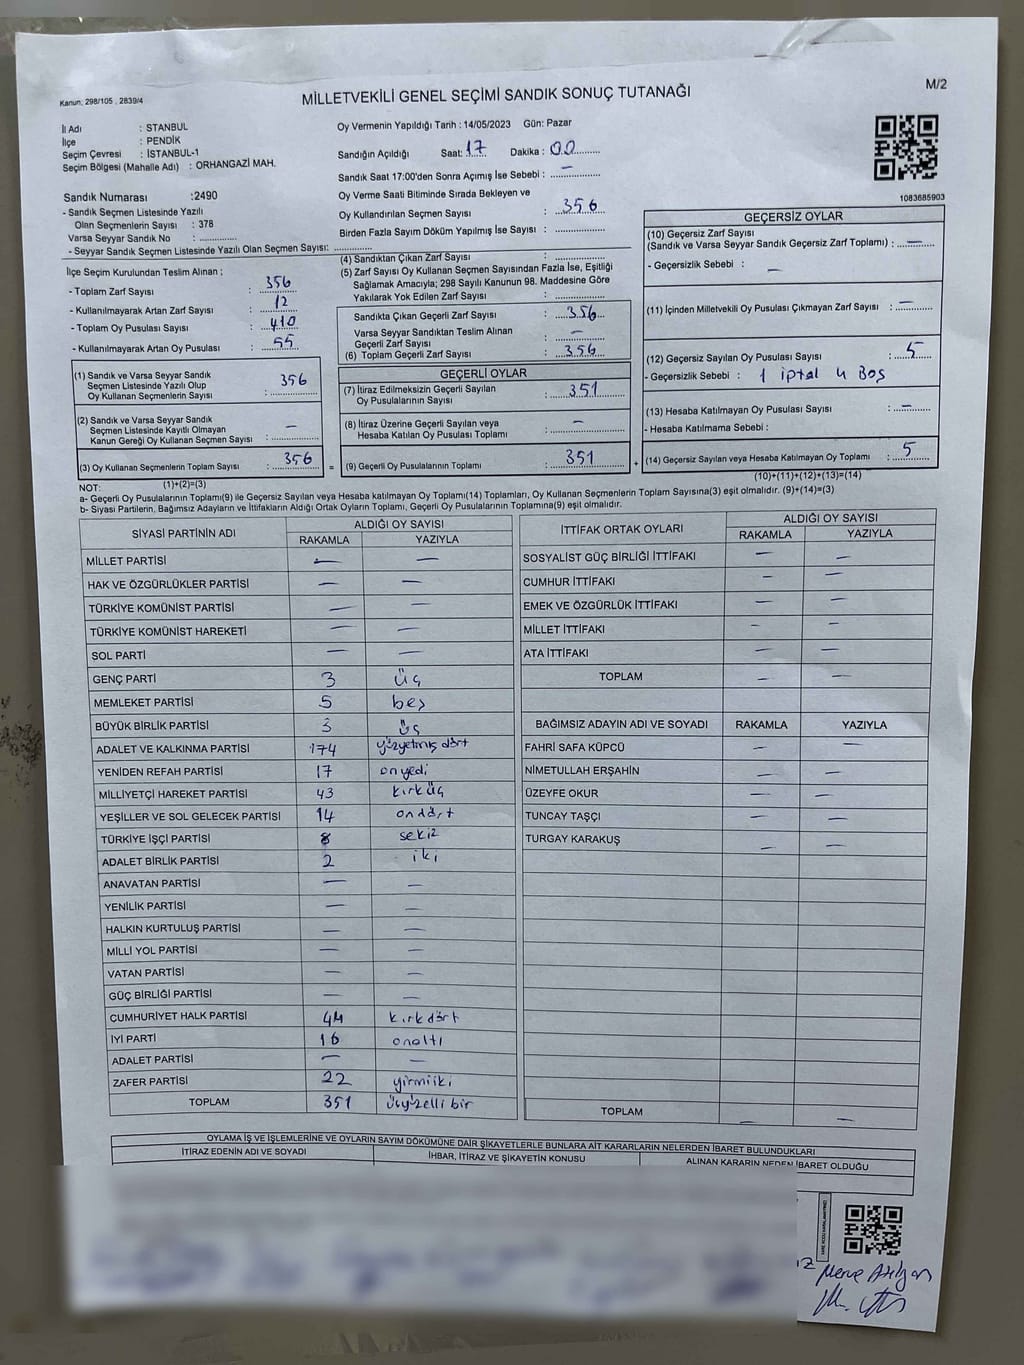 Kanun: 298/105 , 2839/4
MİLLETVEKİLİ GENEL SEÇİMİ SANDIK SONUÇ TUTANAĞI
M/2
İl Adı : STANBUL
İlçe : PENDİK
Seçim Çevresi : İSTANBUL-1
Seçim Bölgesi (Mahalle Adı) : ORHANGAZİ MAH.
Sandık Numarası :2490
- Sandık Seçmen Listesinde Yazılı
Olan Seçmenlerin Sayısı : 378
Varsa Seyyar Sandık No :
- Seyyar Sandık Seçmen Listesinde Yazılı Olan Seçmen Sayısı:
Oy Vermenin Yapıldığı Tarih : 14/05/2023 Gün: Pazar
Sandığın Açıldığı Saat: 17 Dakika : 00
Sandık Saat 17:00'den Sonra Açımış İse Sebebi : —
Oy Verme Saati Bitiminde Sırada Bekleyen ve
Oy Kullandırılan Seçmen Sayısı : 356
Birden Fazla Sayım Döküm Yapılmış İse Sayısı :
1083685903
İlçe Seçim Kurulundan Teslim Alınan ;
- Toplam Zarf Sayısı : 356
- Kullanılmayarak Artan Zarf Sayısı : 12
- Toplam Oy Pusulası Sayısı : 410
- Kullanılmayarak Artan Oy Pusulası : 55
(1) Sandık ve Varsa Seyyar Sandık
Seçmen Listesinde Yazılı Olup
Oy Kullanan Seçmenlerin Sayısı : 356
(2) Sandık ve Varsa Seyyar Sandık
Seçmen Listesinde Kayıtlı Olmayan
Kanun Gereği Oy Kullanan Seçmen Sayısı : —
(3) Oy Kullanan Seçmenlerin Toplam Sayısı : 356
(1)+(2)=(3)
(4) Sandıktan Çıkan Zarf Sayısı :
(5) Zarf Sayısı Oy Kullanan Seçmen Sayısından Fazla İse, Eşitliği
Sağlamak Amacıyla; 298 Sayılı Kanunun 98. Maddesine Göre
Yakılarak Yok Edilen Zarf Sayısı :
Sandıkta Çıkan Geçerli Zarf Sayısı : 356
Varsa Seyyar Sandıktan Teslim Alınan
Geçerli Zarf Sayısı : —
(6) Toplam Geçerli Zarf Sayısı : 356
GEÇERLİ OYLAR
(7) İtiraz Edilmeksizin Geçerli Sayılan
Oy Pusulalarının Sayısı : 351
(8) İtiraz Üzerine Geçerli Sayılan veya
Hesaba Katılan Oy Pusulası Toplamı : —
= (9) Geçerli Oy Pusulalarının Toplamı : 351 +
GEÇERSİZ OYLAR
(10) Geçersiz Zarf Sayısı
(Sandık ve Varsa Seyyar Sandık Geçersiz Zarf Toplamı) : —
- Geçersizlik Sebebi : —
(11) İçinden Milletvekili Oy Pusulası Çıkmayan Zarf Sayısı : —
(12) Geçersiz Sayılan Oy Pusulası Sayısı : 5
- Geçersizlik Sebebi : 1 iptal 4 Boş
(13) Hesaba Katılmayan Oy Pusulası Sayısı : —
- Hesaba Katılmama Sebebi :
(14) Geçersiz Sayılan veya Hesaba Katılmayan Oy Toplamı : 5
(10)+(11)+(12)+(13)=(14)
NOT:
a- Geçerli Oy Pusulalarının Toplamı(9) ile Geçersiz Sayılan veya Hesaba katılmayan Oy Toplamı(14) Toplamları, Oy Kullanan Seçmenlerin Toplam Sayısına(3) eşit olmalıdır. (9)+(14)=(3)
b- Siyasi Partilerin, Bağımsız Adayların ve İttifakların Aldığı Oyların Toplamı, Geçerli Oy Pusulalarının Toplamına(9) eşit olmalıdır.
SİYASİ PARTİNİN ADI ALDIĞI OY SAYISI
RAKAMLA YAZIYLA
MİLLET PARTİSİ — —
HAK VE ÖZGÜRLÜKLER PARTİSİ — —
TÜRKİYE KOMÜNİST PARTİSİ — —
TÜRKİYE KOMÜNİST HAREKETİ — —
SOL PARTİ — —
GENÇ PARTİ 3 üç
MEMLEKET PARTİSİ 5 beş
BÜYÜK BİRLİK PARTİSİ 3 üç
ADALET VE KALKINMA PARTİSİ 174 yüzyetmiş dört
YENİDEN REFAH PARTİSİ 17 onyedi
MİLLİYETÇİ HAREKET PARTİSİ 43 kırküç
YEŞİLLER VE SOL GELECEK PARTİSİ 14 ondört
TÜRKİYE İŞÇİ PARTİSİ 8 sekiz
ADALET BİRLİK PARTİSİ 2 iki
ANAVATAN PARTİSİ — —
YENİLİK PARTİSİ — —
HALKIN KURTULUŞ PARTİSİ — —
MİLLİ YOL PARTİSİ — —
VATAN PARTİSİ — —
GÜÇ BİRLİĞİ PARTİSİ — —
CUMHURİYET HALK PARTİSİ 44 kırkdört
İYİ PARTİ 16 onaltı
ADALET PARTİSİ — —
ZAFER PARTİSİ 22 yirmiiki
TOPLAM 351 üçyüzelli bir
İTTİFAK ORTAK OYLARI ALDIĞI OY SAYISI
RAKAMLA YAZIYLA
SOSYALİST GÜÇ BİRLİĞİ İTTİFAKI — —
CUMHUR İTTİFAKI — —
EMEK VE ÖZGÜRLÜK İTTİFAKI — —
MİLLET İTTİFAKI — —
ATA İTTİFAKI — —
TOPLAM — —
BAĞIMSIZ ADAYIN ADI VE SOYADI RAKAMLA YAZIYLA
FAHRİ SAFA KÜPCÜ — —
NİMETULLAH ERŞAHİN — —
ÜZEYFE OKUR — —
TUNCAY TAŞÇI — —
TURGAY KARAKUŞ — —
TOPLAM — —
OYLAMA İŞ VE İŞLEMLERİNE VE OYLARIN SAYIM DÖKÜMÜNE DAİR ŞİKAYETLERLE BUNLARA AİT KARARLARIN NELERDEN İBARET BULUNDUKLARI
İTİRAZ EDENİN ADI VE SOYADI İHBAR, İTİRAZ VE ŞİKAYETİN KONUSU ALINAN KARARIN NEDEN İBARET OLDUĞU
Merve